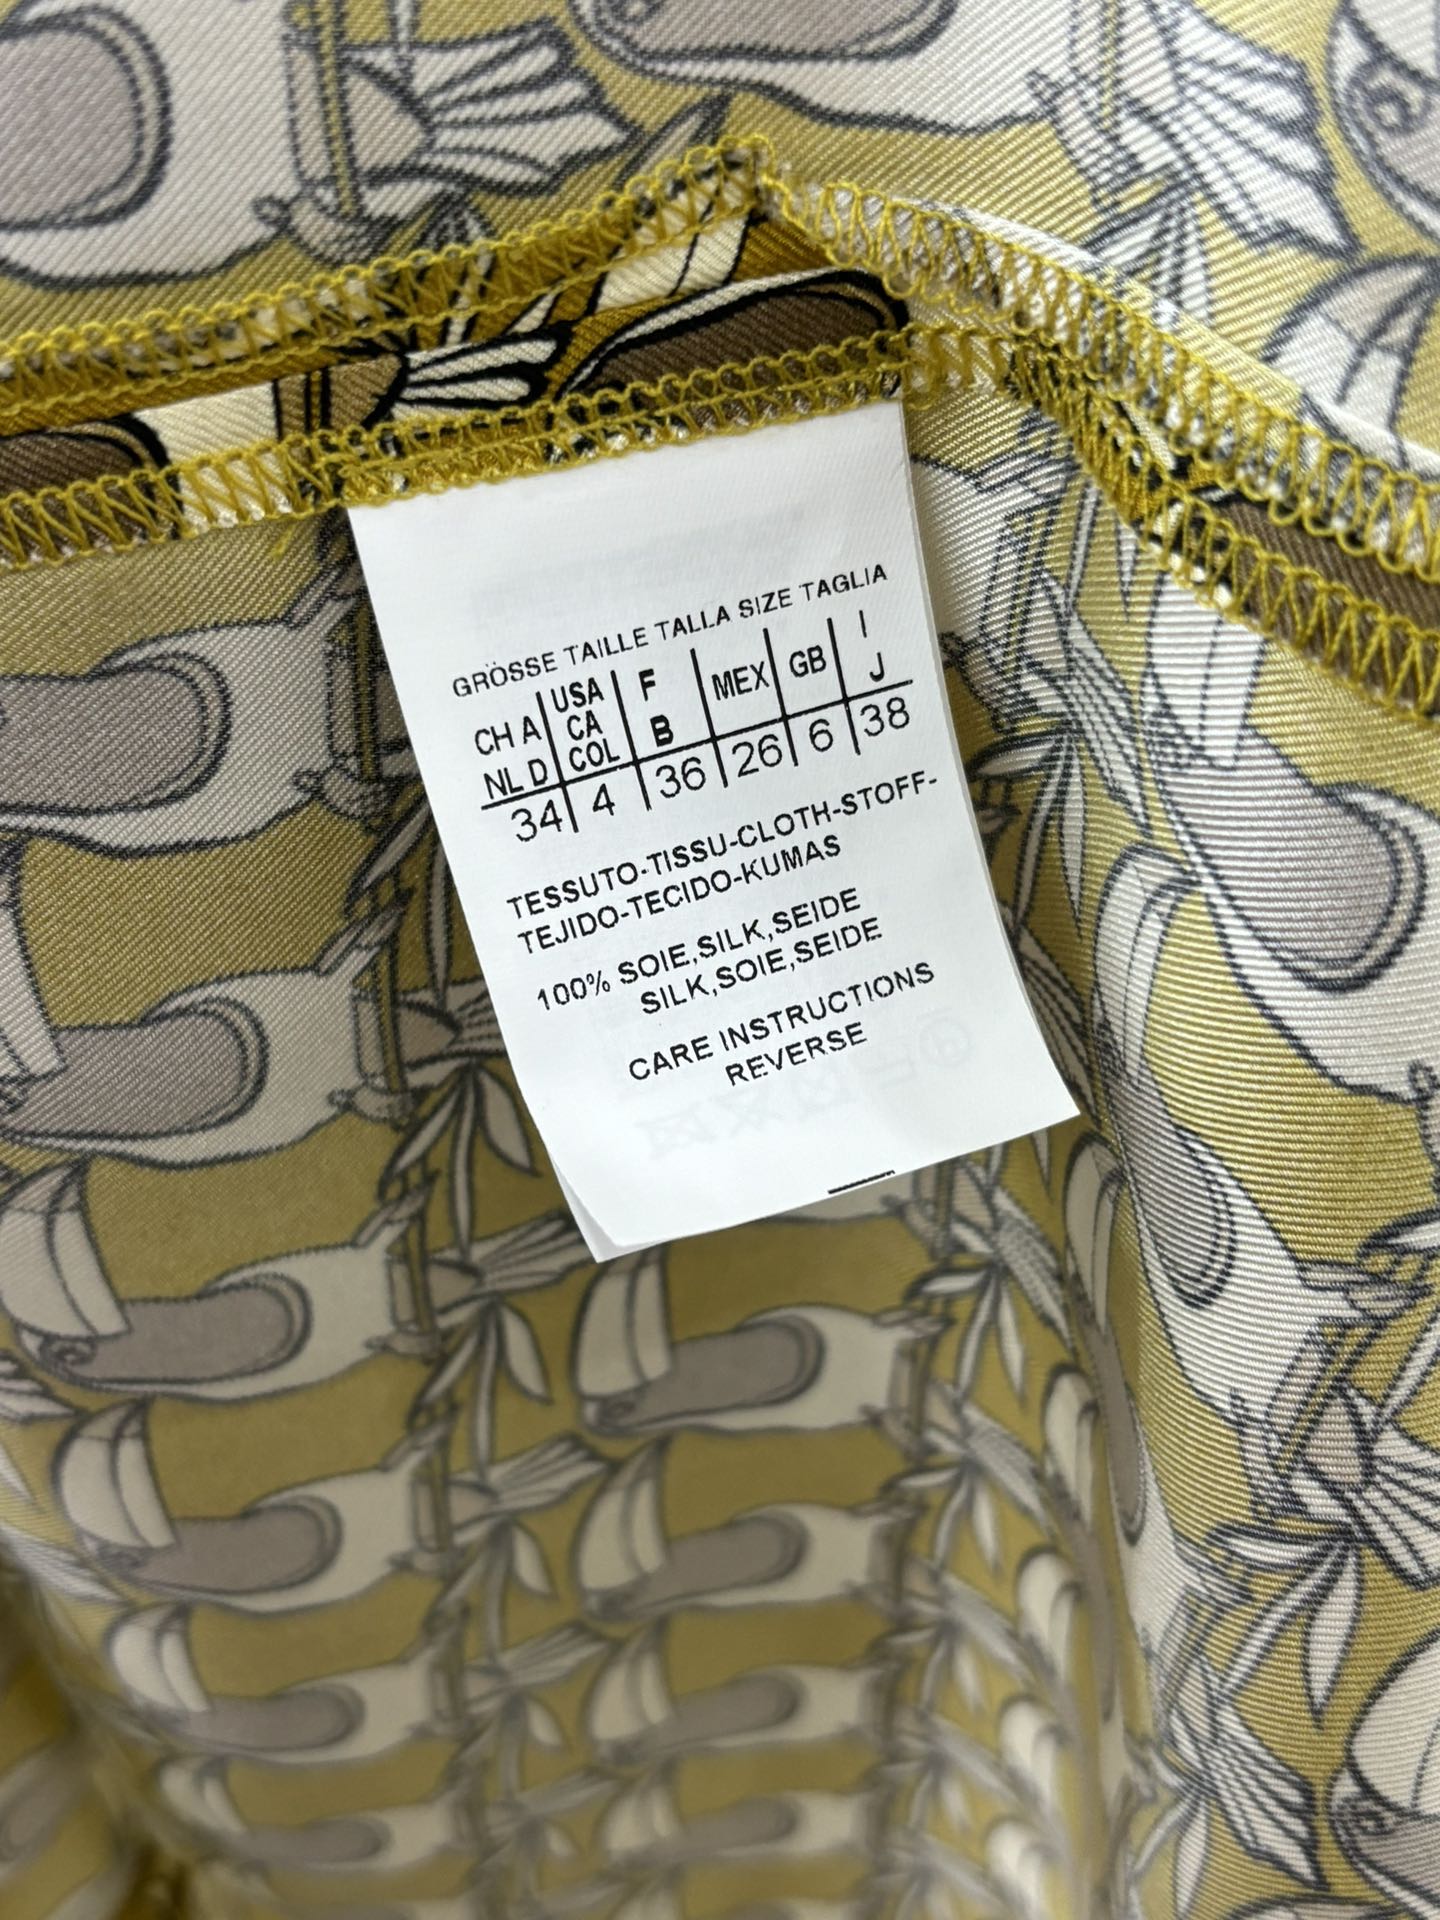 GRÖSSE TAILLE TALLA SIZE TAGLIA
CH A USA F MEX GB I
NL D CA B J
COL
34 4 36 26 6 38
TESSUTO-TISSU-CLOTH-STOFF-
TEJIDO-TECIDO-KUMAS
100% SOIE,SILK,SEIDE
SILK,SOIE,SEIDE
CARE INSTRUCTIONS
REVERSE